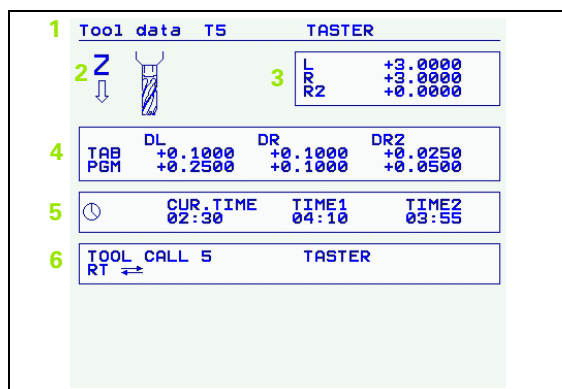 1 Tool data T5 TASTER
2 Z
3 L +3.0000
R +3.0000
R2 +0.0000
4 DL DR DR2
TAB +0.1000 +0.1000 +0.0250
PGM +0.2500 +0.1000 +0.0500
5 CUR.TIME TIME1 TIME2
02:30 04:10 03:55
6 TOOL CALL 5 TASTER
RT